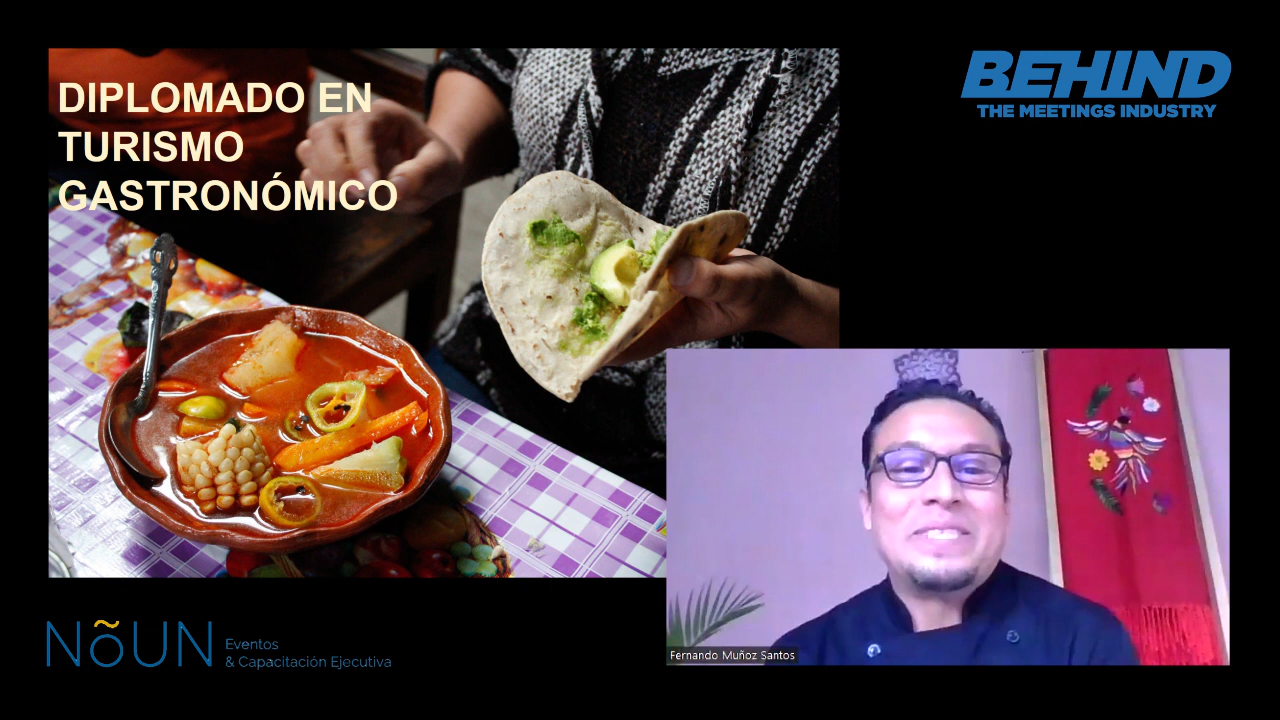 DIPLOMADO EN
TURISMO
GASTRONÓMICO
BEHIND
THE MEETINGS INDUSTRY
NÕUN
Eventos
& Capacitación Ejecutiva
Fernando Muñoz Santos